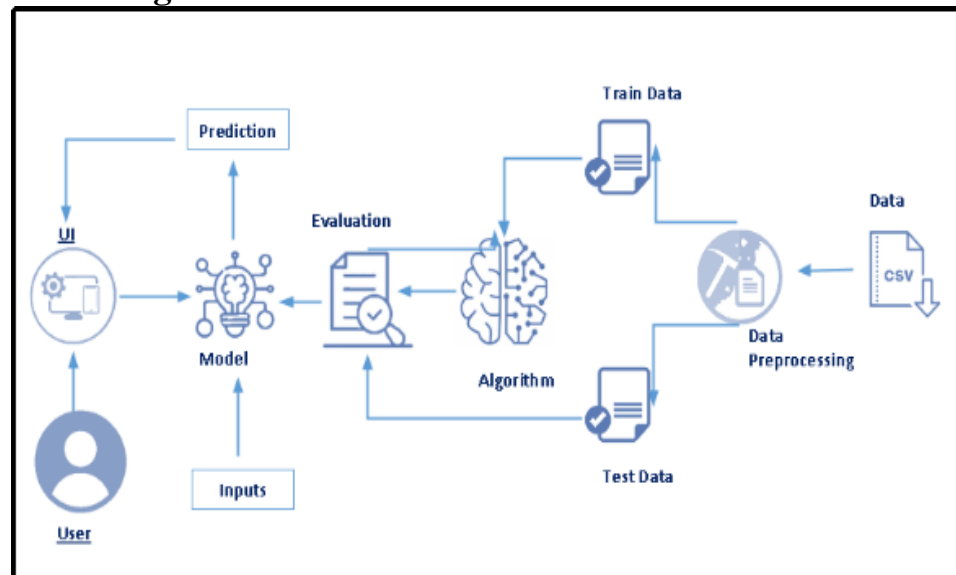 Train Data
Prediction
Data
Evaluation
UI
CSV
Data
Preprocessing
Model
Algorithm
Inputs
Test Data
User